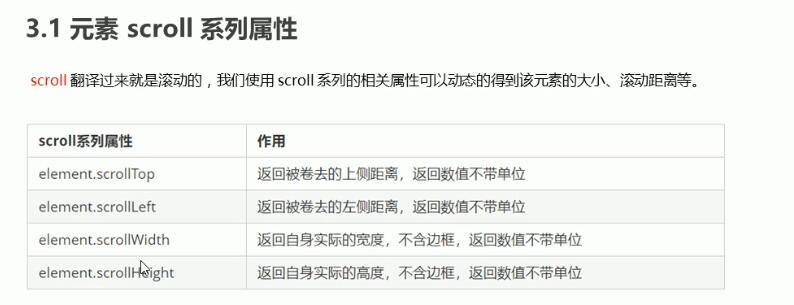 3.1 元素 scroll 系列属性
scroll 翻译过来就是滚动的，我们使用 scroll 系列的相关属性可以动态的得到该元素的大小、滚动距离等。
scroll系列属性 作用
element.scrollTop 返回被卷去的上侧距离，返回数值不带单位
element.scrollLeft 返回被卷去的左侧距离，返回数值不带单位
element.scrollWidth 返回自身实际的宽度，不含边框，返回数值不带单位
element.scrollHeight 返回自身实际的高度，不含边框，返回数值不带单位